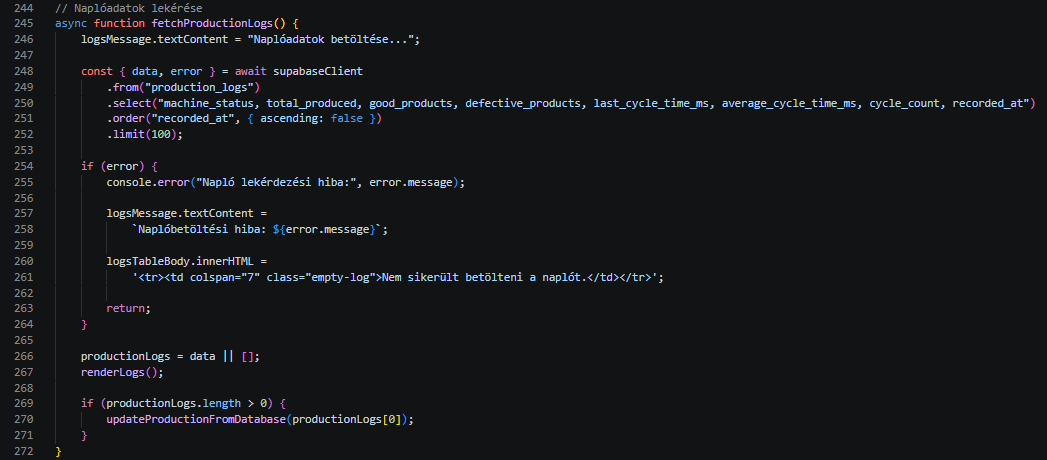 244 // Naplóadatok lekérése
245 async function fetchProductionLogs() {
246     logsMessage.textContent = "Naplóadatok betöltése...";
247
248     const { data, error } = await supabaseClient
249         .from("production_logs")
250         .select("machine_status, total_produced, good_products, defective_products, last_cycle_time_ms, average_cycle_time_ms, cycle_count, recorded_at")
251         .order("recorded_at", { ascending: false })
252         .limit(100);
253
254     if (error) {
255         console.error("Napló lekérdezési hiba:", error.message);
256
257         logsMessage.textContent =
258             `Naplóbetöltési hiba: ${error.message}`;
259
260         logsTableBody.innerHTML =
261             '<tr><td colspan="7" class="empty-log">Nem sikerült betölteni a naplót.</td></tr>';
262
263         return;
264     }
265
266     productionLogs = data || [];
267     renderLogs();
268
269     if (productionLogs.length > 0) {
270         updateProductionFromDatabase(productionLogs[0]);
271     }
272 }